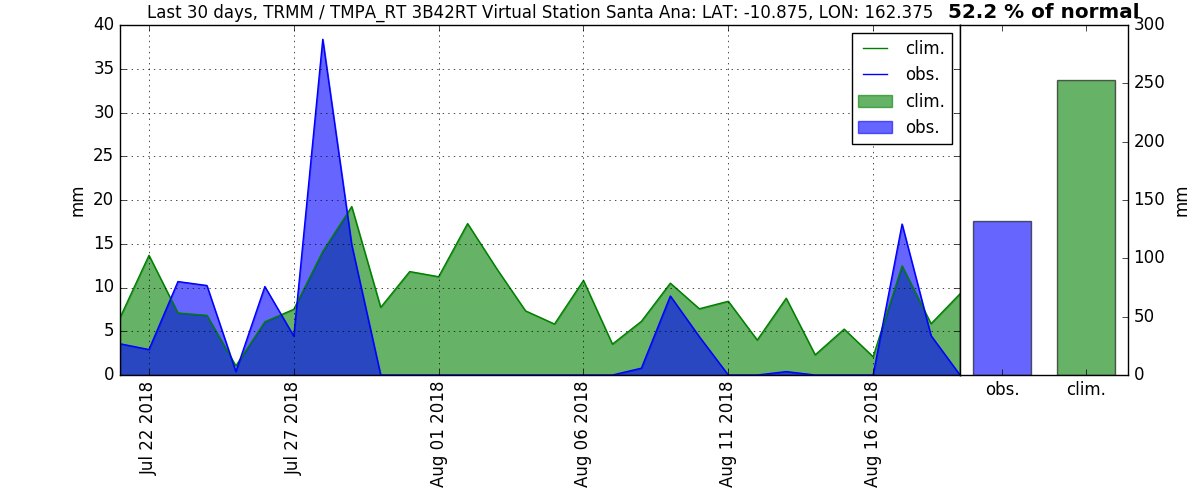 Last 30 days, TRMM / TMPA_RT 3B42RT Virtual Station Santa Ana: LAT: -10.875, LON: 162.375
52.2 % of normal
40
35
30
25
20
15
10
5
0
mm
clim.
obs.
clim.
obs.
Jul 22 2018
Jul 27 2018
Aug 01 2018
Aug 06 2018
Aug 11 2018
Aug 16 2018
300
250
200
150
100
50
0
mm
obs.
clim.